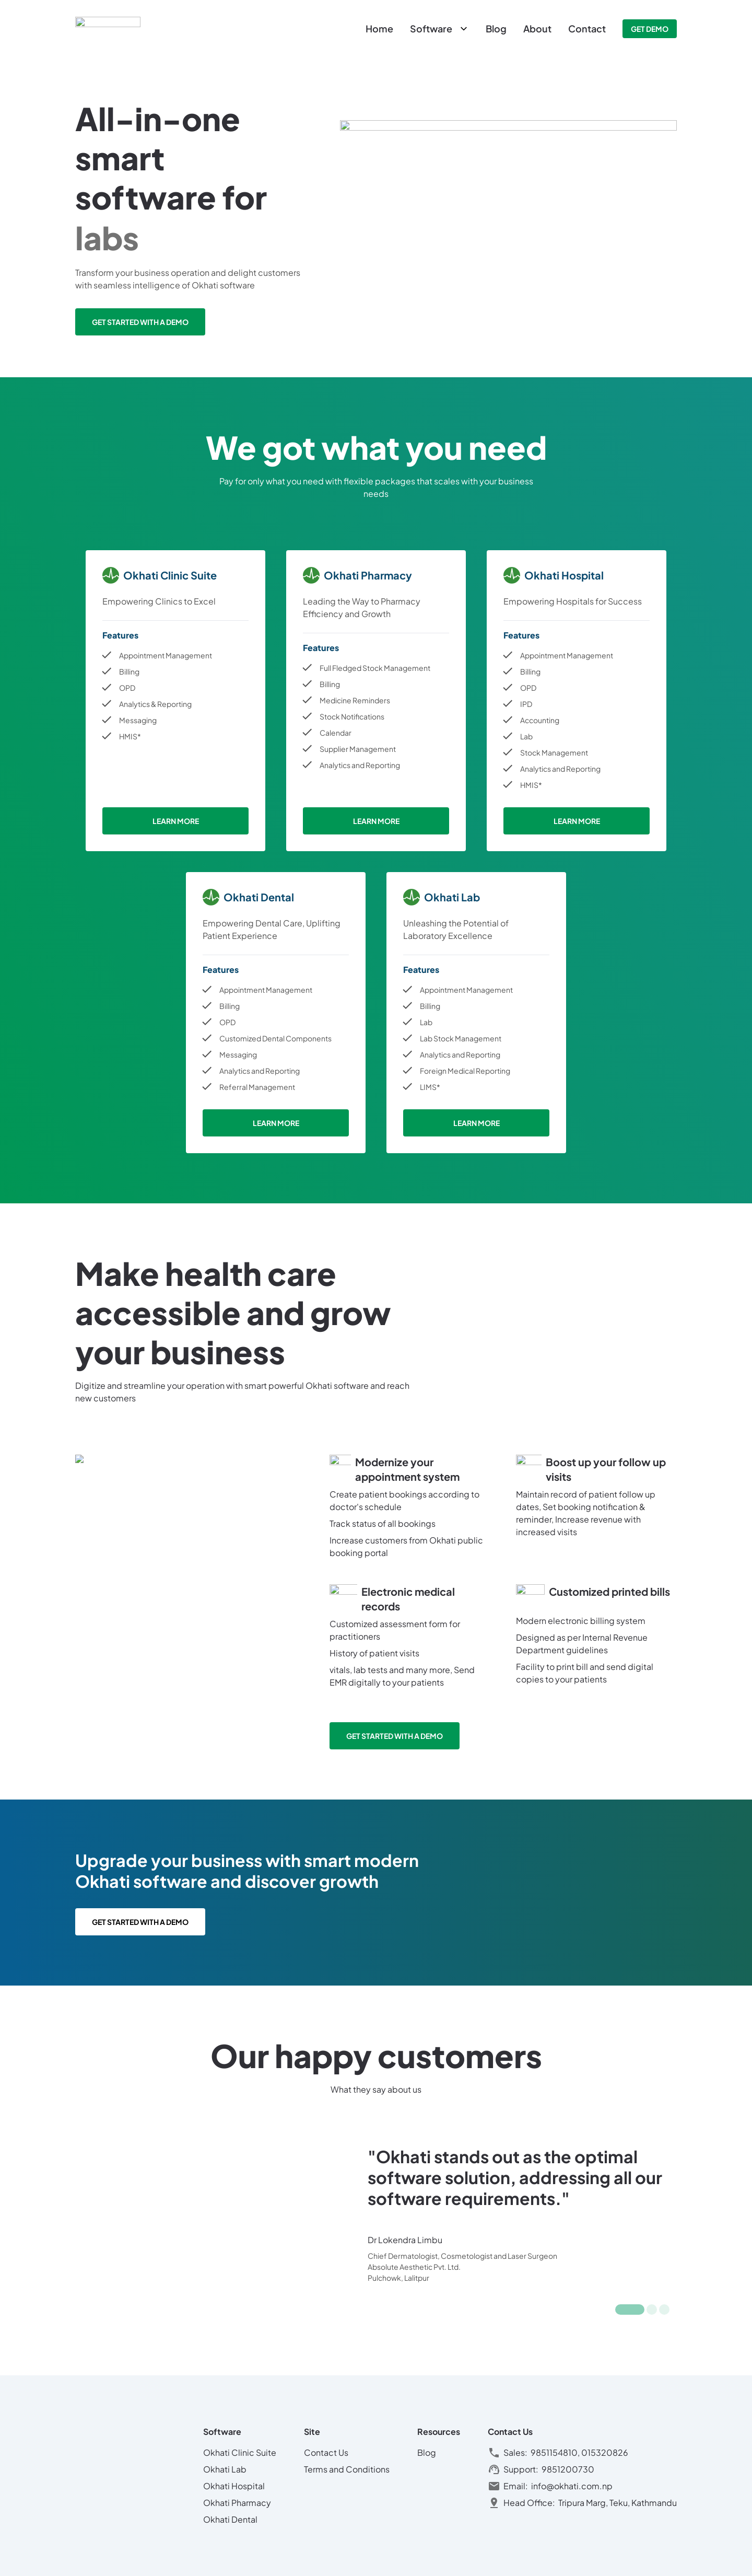 Home Software Blog About Contact GET DEMO
All-in-one
smart
software for
labs
Transform your business operation and delight customers
with seamless intelligence of Okhati software
GET STARTED WITH A DEMO
We got what you need
Pay for only what you need with flexible packages that scales with your business
needs
Okhati Clinic Suite
Empowering Clinics to Excel
Features
Appointment Management
Billing
OPD
Analytics & Reporting
Messaging
HMIS*
LEARN MORE
Okhati Pharmacy
Leading the Way to Pharmacy
Efficiency and Growth
Features
Full Fledged Stock Management
Billing
Medicine Reminders
Stock Notifications
Calendar
Supplier Management
Analytics and Reporting
LEARN MORE
Okhati Hospital
Empowering Hospitals for Success
Features
Appointment Management
Billing
OPD
IPD
Accounting
Lab
Stock Management
Analytics and Reporting
HMIS*
LEARN MORE
Okhati Dental
Empowering Dental Care, Uplifting
Patient Experience
Features
Appointment Management
Billing
OPD
Customized Dental Components
Messaging
Analytics and Reporting
Referral Management
LEARN MORE
Okhati Lab
Unleashing the Potential of
Laboratory Excellence
Features
Appointment Management
Billing
Lab
Lab Stock Management
Analytics and Reporting
Foreign Medical Reporting
LIMS*
LEARN MORE
Make health care
accessible and grow
your business
Digitize and streamline your operation with smart powerful Okhati software and reach
new customers
Modernize your
appointment system
Create patient bookings according to
doctor's schedule
Track status of all bookings
Increase customers from Okhati public
booking portal
Boost up your follow up
visits
Maintain record of patient follow up
dates, Set booking notification &
reminder, Increase revenue with
increased visits
Electronic medical
records
Customized assessment form for
practitioners
History of patient visits
vitals, lab tests and many more, Send
EMR digitally to your patients
Customized printed bills
Modern electronic billing system
Designed as per Internal Revenue
Department guidelines
Facility to print bill and send digital
copies to your patients
GET STARTED WITH A DEMO
Upgrade your business with smart modern
Okhati software and discover growth
GET STARTED WITH A DEMO
Our happy customers
What they say about us
"Okhati stands out as the optimal
software solution, addressing all our
software requirements."
Dr Lokendra Limbu
Chief Dermatologist, Cosmetologist and Laser Surgeon
Absolute Aesthetic Pvt. Ltd.
Pulchowk, Lalitpur
Software
Okhati Clinic Suite
Okhati Lab
Okhati Hospital
Okhati Pharmacy
Okhati Dental
Site
Contact Us
Terms and Conditions
Resources
Blog
Contact Us
Sales: 9851154810, 015320826
Support: 9851200730
Email: info@okhati.com.np
Head Office: Tripura Marg, Teku, Kathmandu